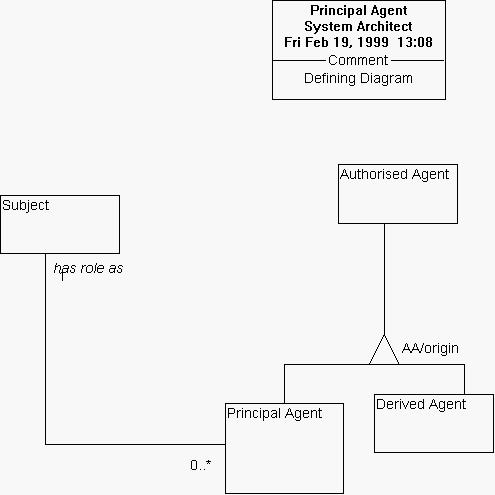 Principal Agent
System Architect
Fri Feb 19, 1999 13:08
Comment
Defining Diagram
Authorised Agent
Subject
has role as
AA/origin
Principal Agent
Derived Agent
0..*